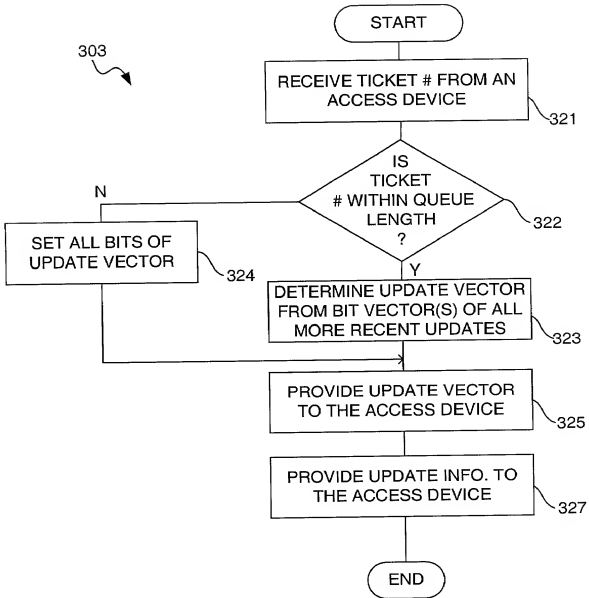 START
303
RECEIVE TICKET # FROM AN
ACCESS DEVICE
321
IS
TICKET
# WITHIN QUEUE
LENGTH
?
322
N
SET ALL BITS OF
UPDATE VECTOR
324
Y
DETERMINE UPDATE VECTOR
FROM BIT VECTOR(S) OF ALL
MORE RECENT UPDATES
323
PROVIDE UPDATE VECTOR
TO THE ACCESS DEVICE
325
PROVIDE UPDATE INFO. TO
THE ACCESS DEVICE
327
END